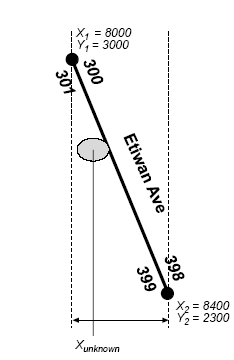 X1 = 8000
Y1 = 3000
300
301
Etiwan Ave
398
399
X2 = 8400
Y2 = 2300
Xunknown